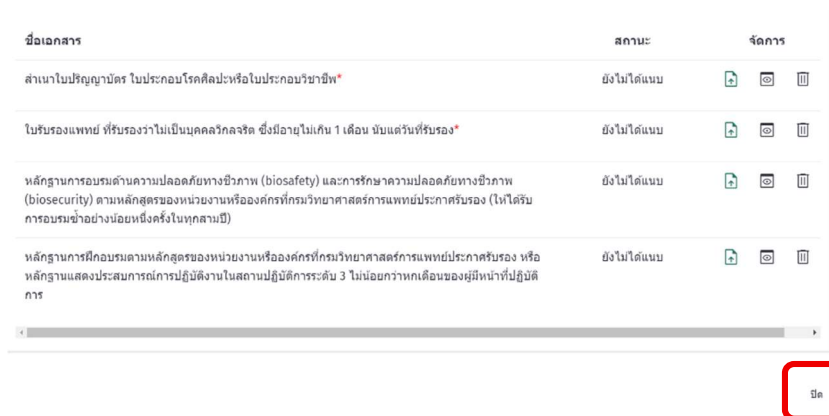 ชื่อเอกสาร สถานะ จัดการ
สำเนาใบปริญญาบัตร ใบประกอบโรคศิลปะหรือใบประกอบวิชาชีพ* ยังไม่ได้แนบ
ใบรับรองแพทย์ ที่รับรองว่าไม่เป็นบุคคลวิกลจริต ซึ่งมีอายุไม่เกิน 1 เดือน นับแต่วันที่รับรอง* ยังไม่ได้แนบ
หลักฐานการอบรมด้านความปลอดภัยทางชีวภาพ (biosafety) และการรักษาความปลอดภัยทางชีวภาพ ยังไม่ได้แนบ
(biosecurity) ตามหลักสูตรของหน่วยงานหรือองค์กรที่กรมวิทยาศาสตร์การแพทย์ประกาศรับรอง (ให้ได้รับ
การอบรมซ้ำอย่างน้อยหนึ่งครั้งในทุกสามปี)
หลักฐานการฝึกอบรมตามหลักสูตรของหน่วยงานหรือองค์กรที่กรมวิทยาศาสตร์การแพทย์ประกาศรับรอง หรือ ยังไม่ได้แนบ
หลักฐานแสดงประสบการณ์การปฏิบัติงานในสถานปฏิบัติการระดับ 3 ไม่น้อยกว่าหกเดือนของผู้มีหน้าที่ปฏิบัติ
การ
ปิด